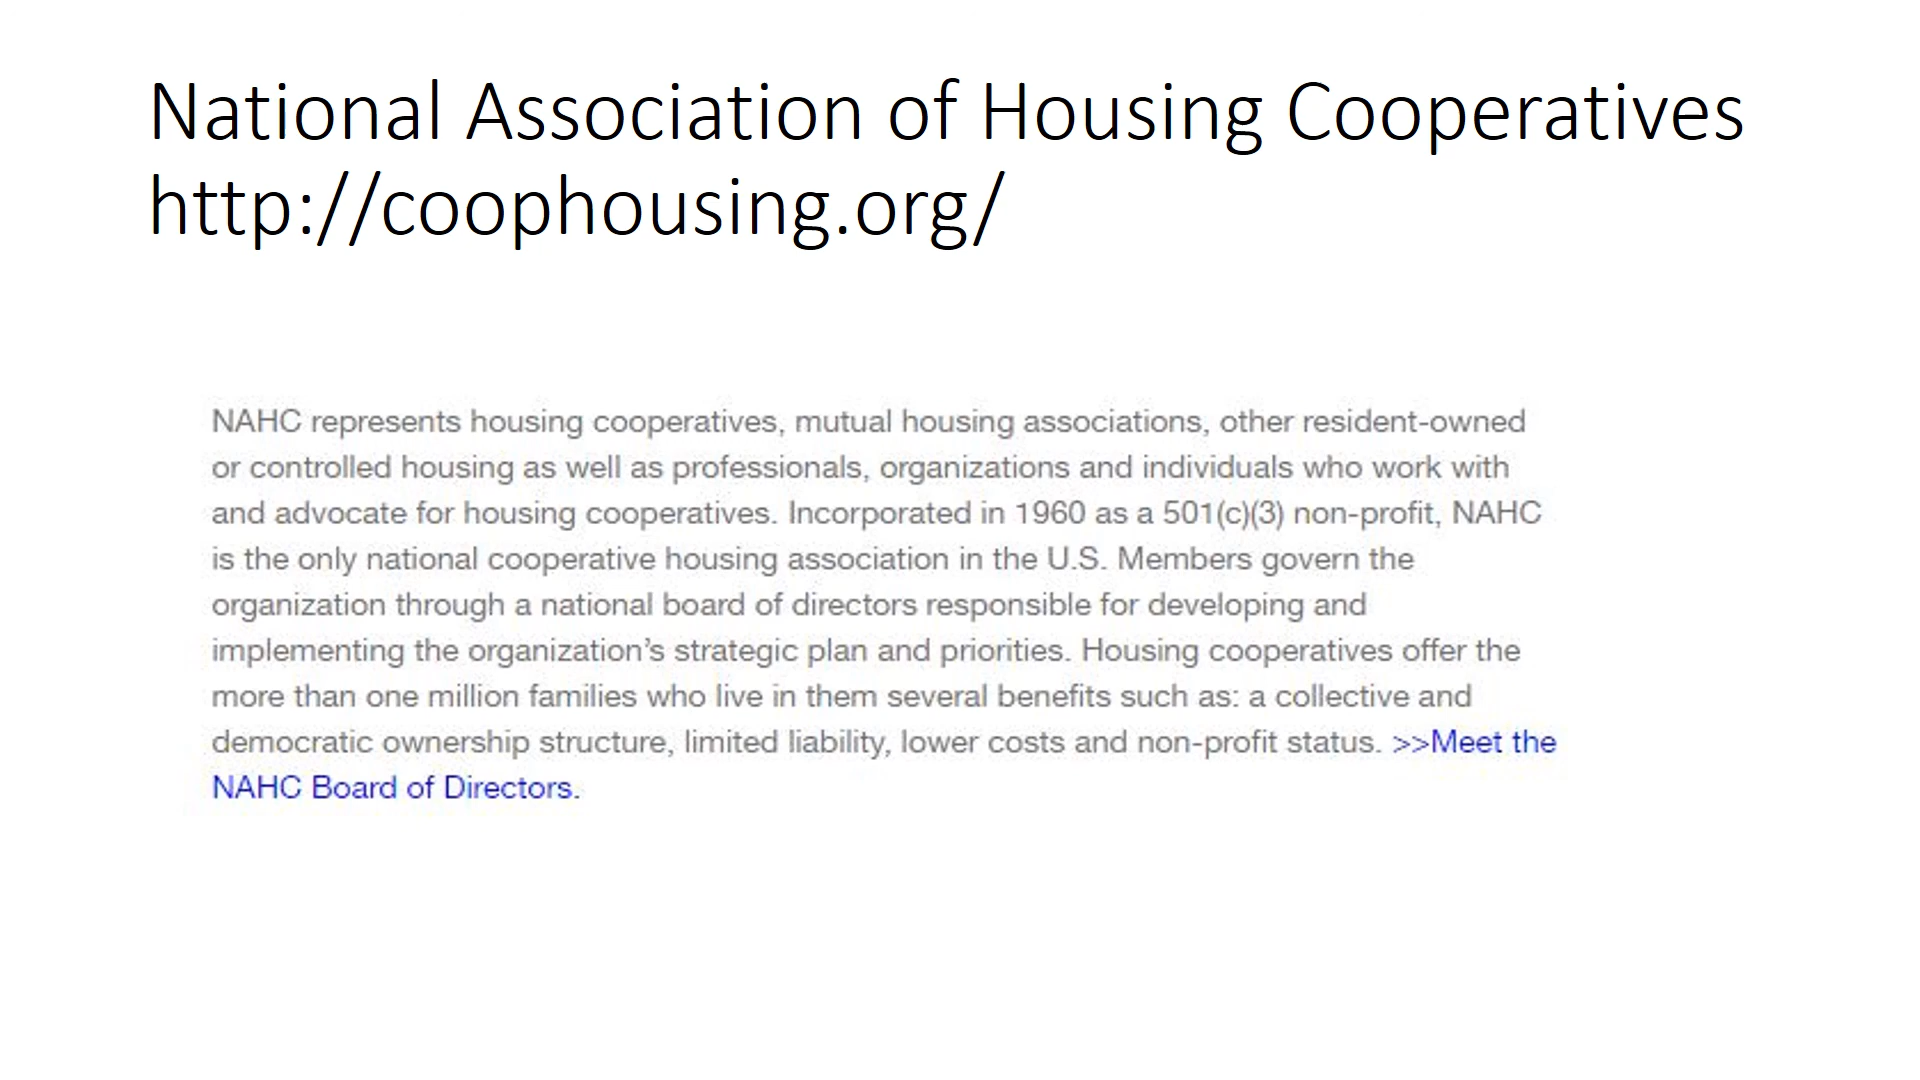 National Association of Housing Cooperatives
http://coophousing.org/
NAHC represents housing cooperatives, mutual housing associations, other resident-owned
or controlled housing as well as professionals, organizations and individuals who work with
and advocate for housing cooperatives. Incorporated in 1960 as a 501(c)(3) non-profit, NAHC
is the only national cooperative housing association in the U.S. Members govern the
organization through a national board of directors responsible for developing and
implementing the organization’s strategic plan and priorities. Housing cooperatives offer the
more than one million families who live in them several benefits such as: a collective and
democratic ownership structure, limited liability, lower costs and non-profit status. >>Meet the
NAHC Board of Directors.